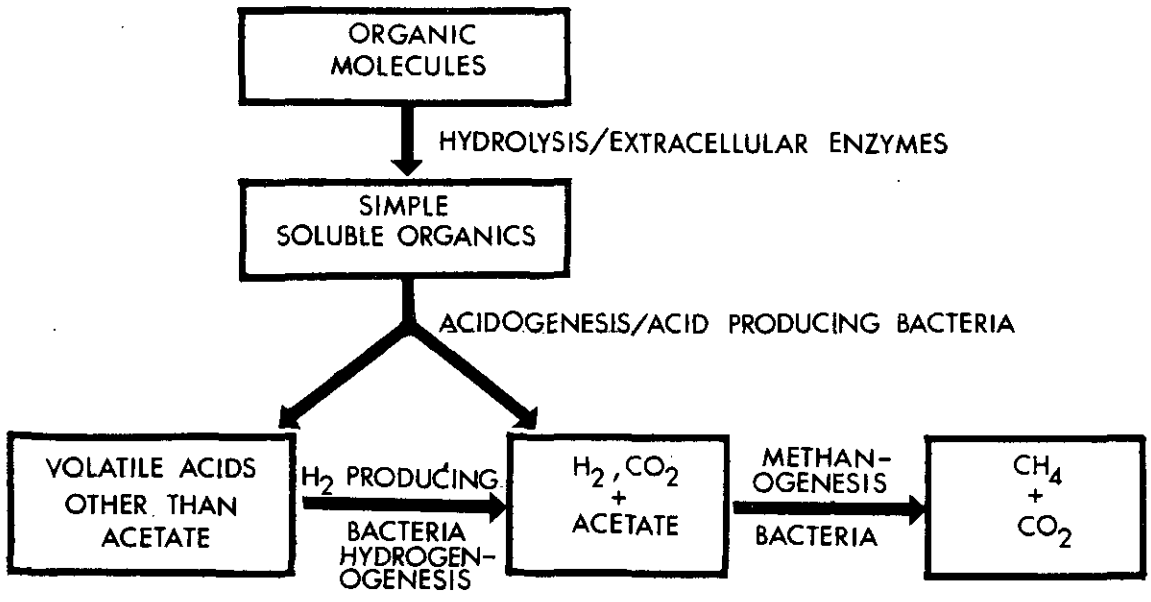 ORGANIC
MOLECULES
HYDROLYSIS/EXTRACELLULAR ENZYMES
SIMPLE
SOLUBLE ORGANICS
ACIDOGENESIS/ACID PRODUCING BACTERIA
VOLATILE ACIDS
OTHER THAN
ACETATE
H₂ PRODUCING
BACTERIA
HYDROGEN-
OGENESIS
H₂, CO₂
+
ACETATE
METHAN-
OGENESIS
BACTERIA
CH₄
+
CO₂